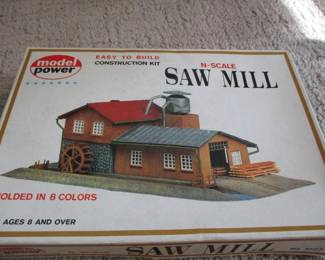 model
power
EASY TO BUILD
CONSTRUCTION KIT
N-SCALE
SAW MILL
MOLDED IN 8 COLORS
AGES 8 AND OVER
SAW MILL